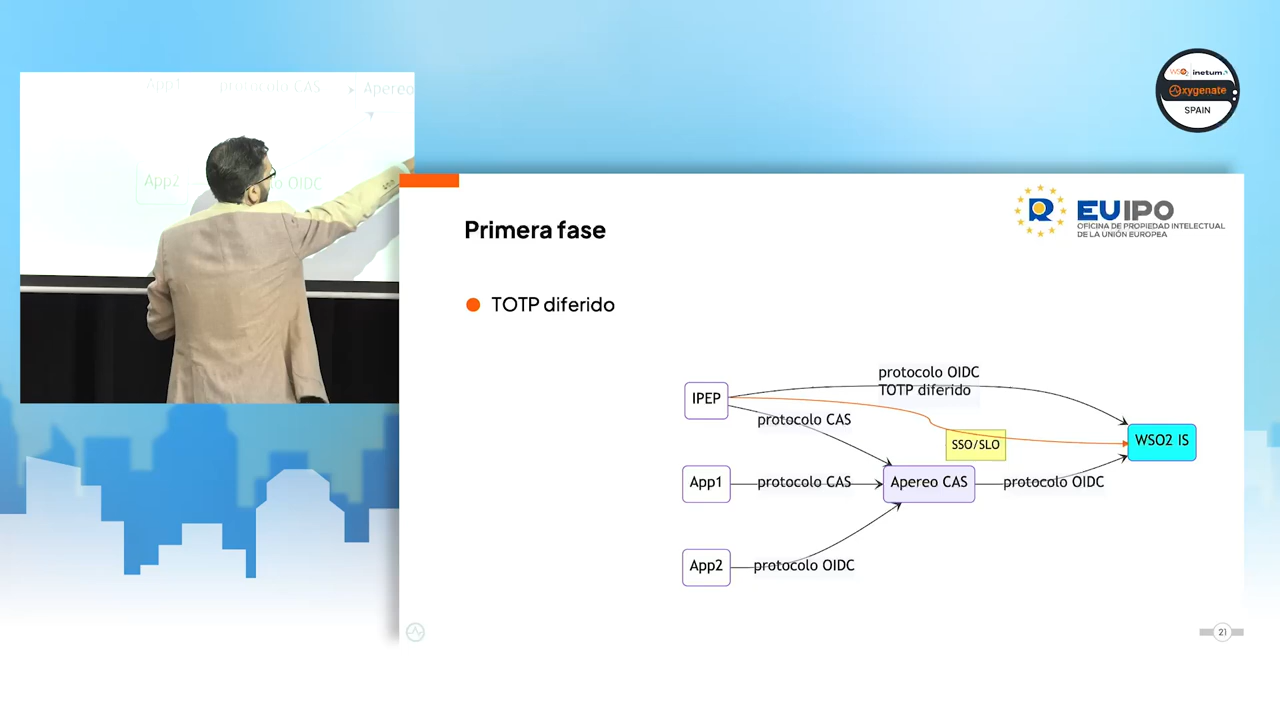 WSO2 inetum.
Oxygenate
SPAIN
App1 protocolo CAS Apereo
App2 OIDC
EUIPO
OFICINA DE PROPIEDAD INTELECTUAL
DE LA UNIÓN EUROPEA
Primera fase
TOTP diferido
protocolo OIDC
TOTP diferido
IPEP
protocolo CAS
SSO/SLO
WSO2 IS
App1
protocolo CAS
Apereo CAS
protocolo OIDC
App2
protocolo OIDC
21